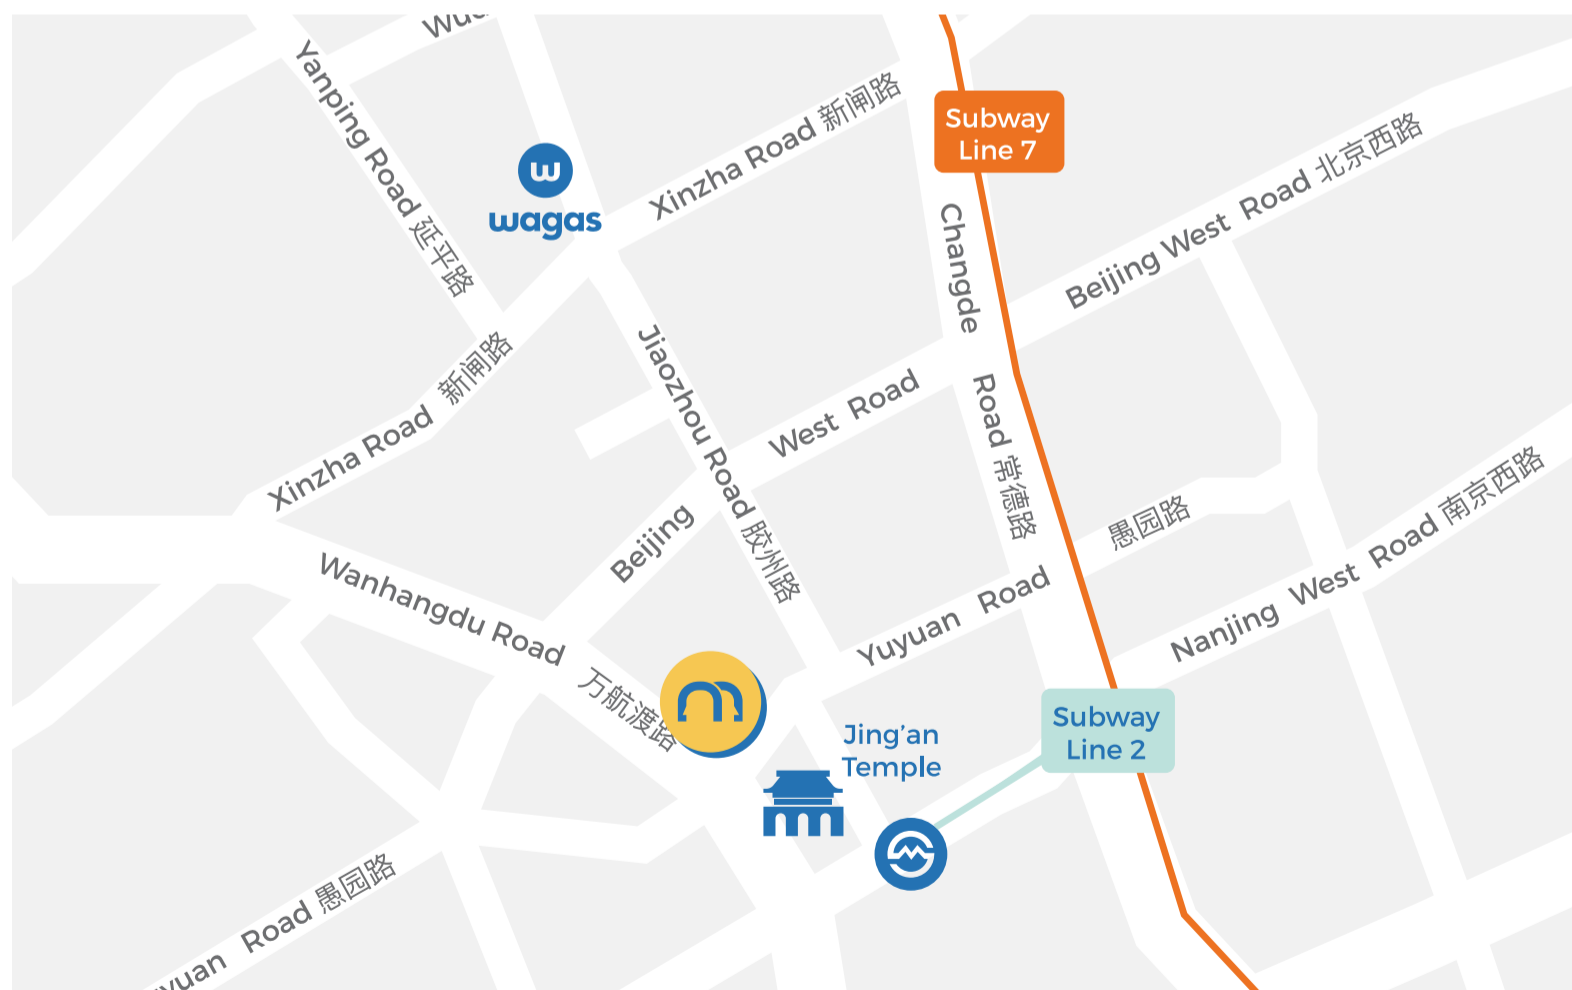 Yanping Road 延平路
Xinzha Road 新闸路
Subway
Line 7
w
wagas
Changde Road 常德路
Beijing West Road 北京西路
Jiaozhou Road 胶州路
Xinzha Road 新闸路
West Road
Beijing
愚园路
Yuyuan Road
Nanjing West Road 南京西路
Wanhangdu Road 万航渡路
m
Subway
Line 2
Jing’an
Temple
Road 愚园路